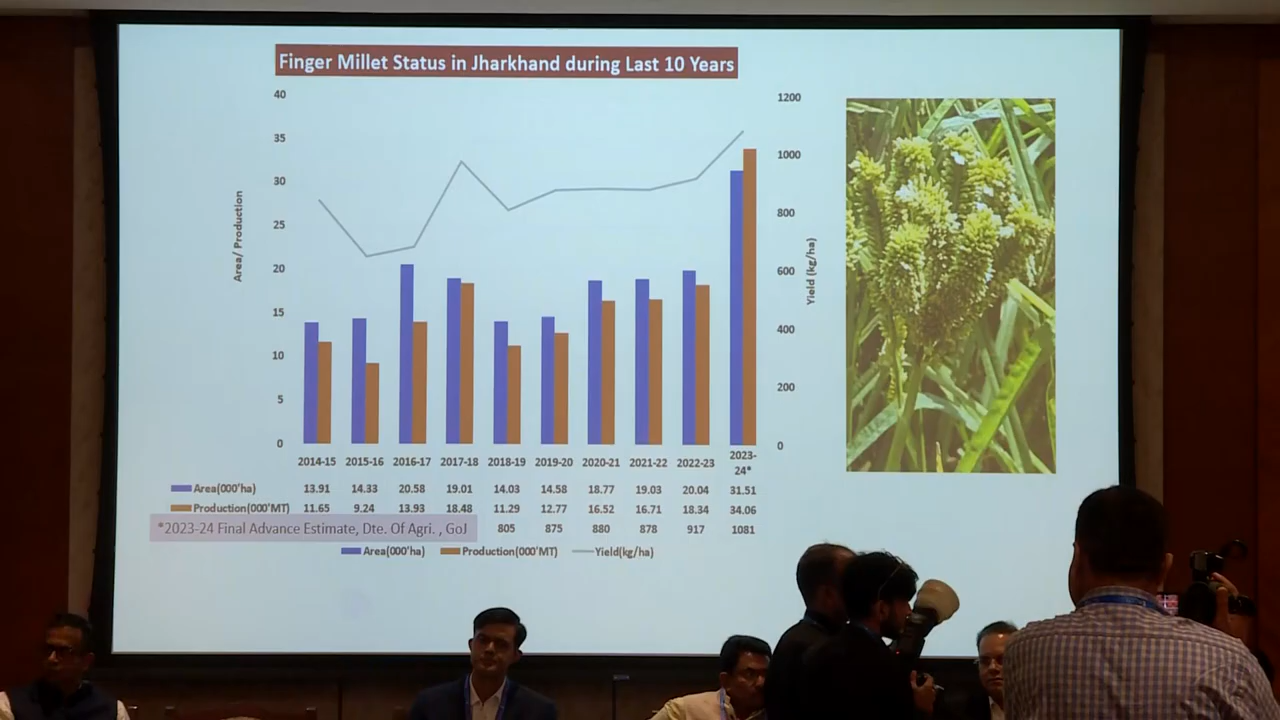 Finger Millet Status in Jharkhand during Last 10 Years
40
35
30
25
20
15
10
5
0
Area/ Production
1200
1000
800
600
400
200
0
Yield (kg/ha)
2014-15 2015-16 2016-17 2017-18 2018-19 2019-20 2020-21 2021-22 2022-23 2023-24*
Area(000'ha) 13.91 14.33 20.58 19.01 14.03 14.58 18.77 19.03 20.04 31.51
Production(000'MT) 11.65 9.24 13.93 18.48 11.29 12.77 16.52 16.71 18.34 34.06
*2023-24 Final Advance Estimate, Dte. Of Agri. , GoJ 805 875 880 878 917 1081
Area(000'ha) Production(000'MT) Yield(kg/ha)